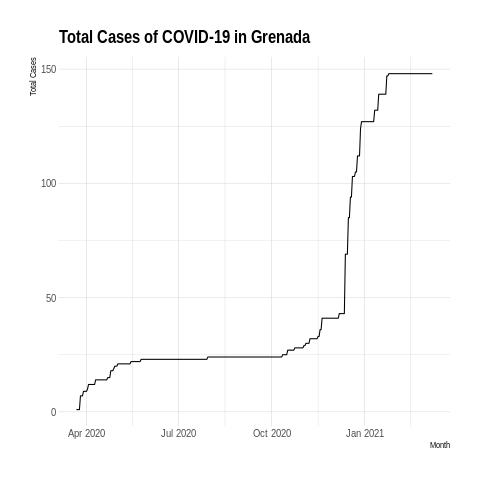 Total Cases of COVID-19 in Grenada
Total Cases
150
100
50
0
Apr 2020 Jul 2020 Oct 2020 Jan 2021
Month